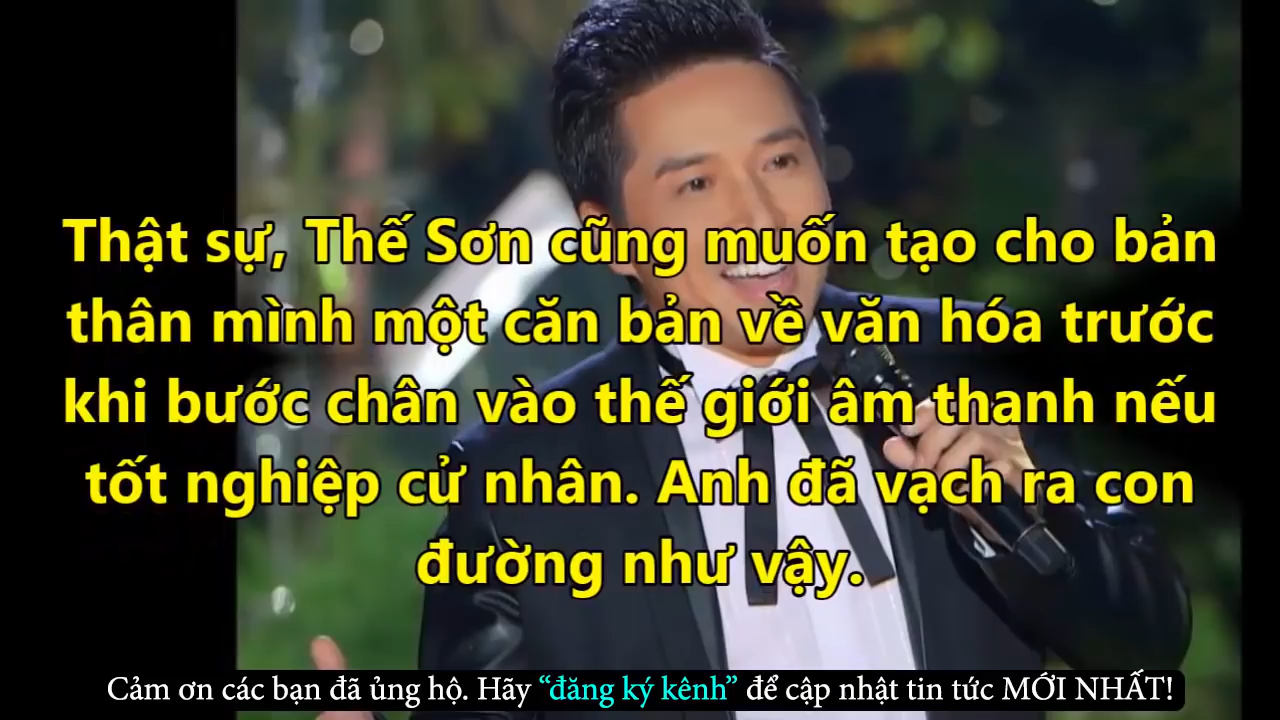 Thật sự, Thế Sơn cũng muốn tạo cho bản
thân mình một căn bản về văn hóa trước
khi bước chân vào thế giới âm thanh nếu
tốt nghiệp cử nhân. Anh đã vạch ra con
đường như vậy.
Cảm ơn các bạn đã ủng hộ. Hãy “đăng ký kênh” để cập nhật tin tức MỚI NHẤT!